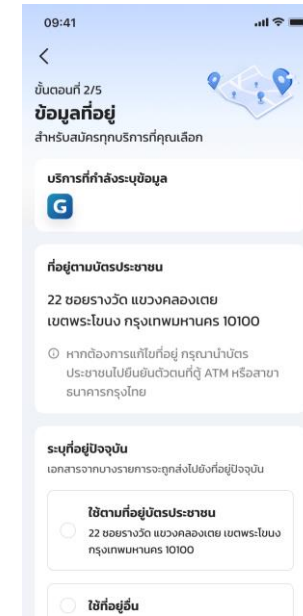 09:41
ขั้นตอนที่ 2/5
ข้อมูลที่อยู่
สำหรับสมัครทุกบริการที่คุณเลือก
บริการที่กำลังระบุข้อมูล
G
ที่อยู่ตามบัตรประชาชน
22 ซอยรางวัด แขวงคลองเตย
เขตพระโขนง กรุงเทพมหานคร 10100
หากต้องการแก้ไขที่อยู่ กรุณานำบัตร
ประชาชนไปยืนยันตัวตนที่ตู้ ATM หรือสาขา
ธนาคารกรุงไทย
ระบุที่อยู่ปัจจุบัน
เอกสารจากบางรายการจะถูกส่งไปยังที่อยู่ปัจจุบัน
ใช้ตามที่อยู่บัตรประชาชน
22 ซอยรางวัด แขวงคลองเตย เขตพระโขนง
กรุงเทพมหานคร 10100
ใช้ที่อยู่อื่น